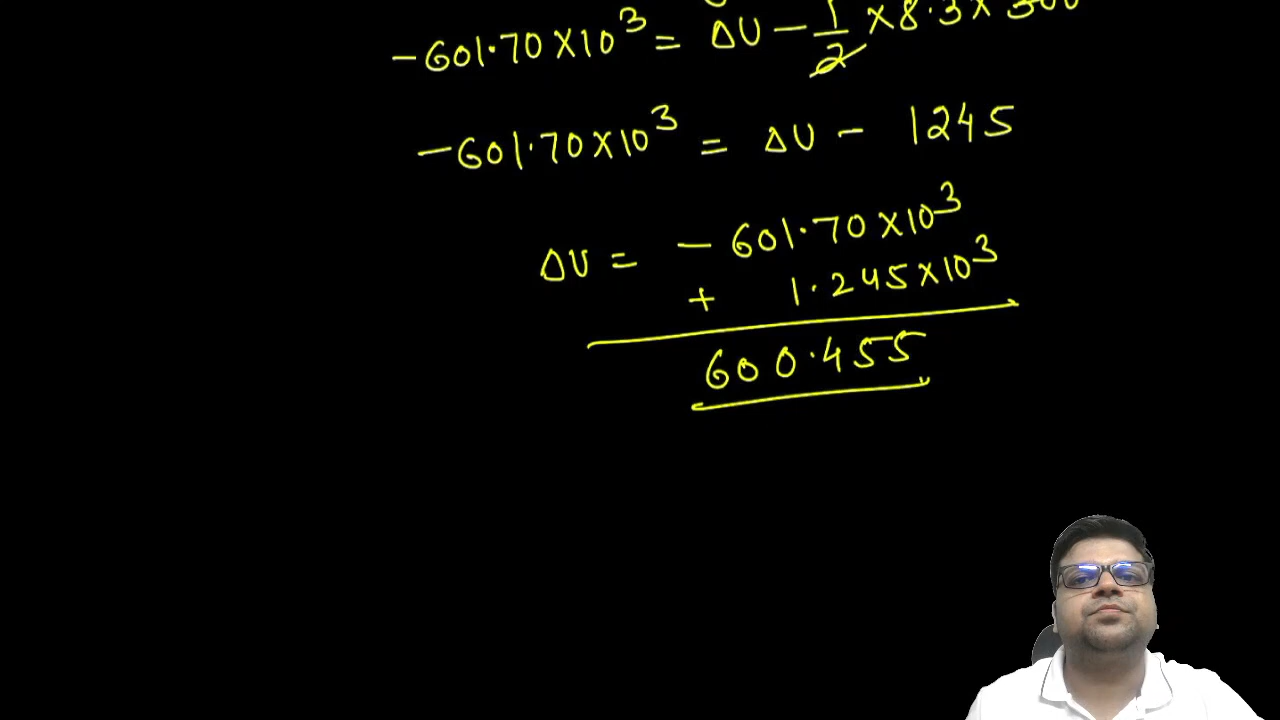 -601.70×10³ = ΔU - 1/2 ×8.3× 300
-601.70×10³ = ΔU - 1245
ΔU = - 601.70×10³
+ 1.245×10³
600.455